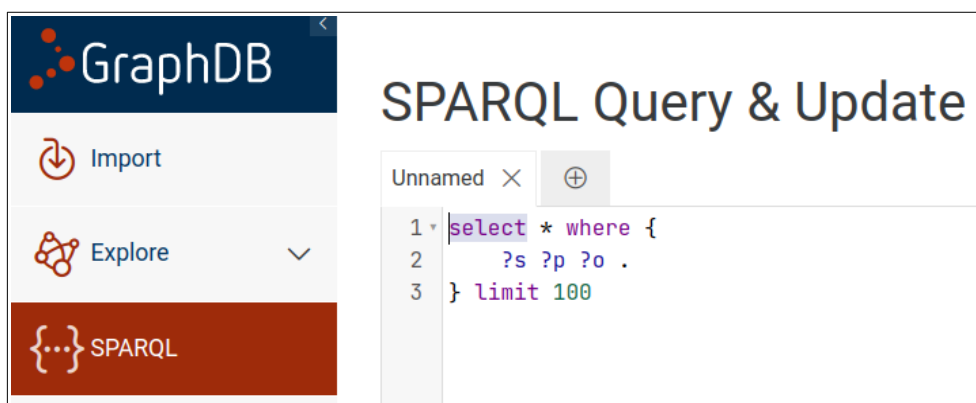 GraphDB
Import
Explore
SPARQL
SPARQL Query & Update
Unnamed
1 select * where {
2 ?s ?p ?o .
3 } limit 100